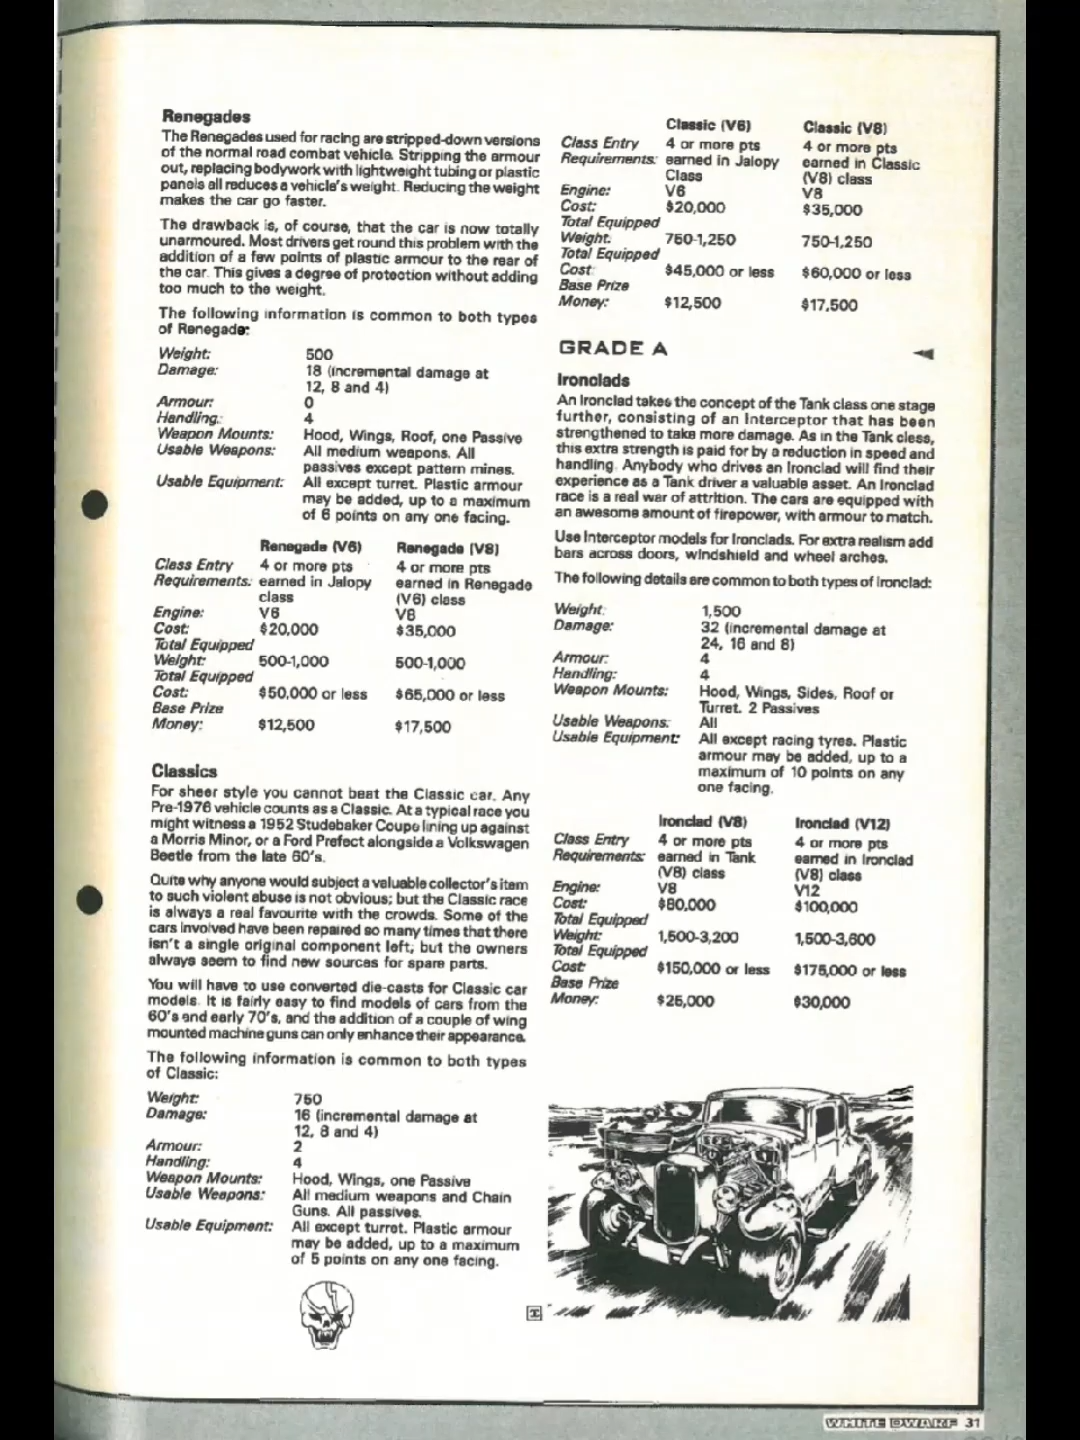 Renegades
The Renegades used for racing are stripped-down versions
of the normal road combat vehicle. Stripping the armour
out, replacing bodywork with lightweight tubing or plastic
panels all reduces a vehicle's weight. Reducing the weight
makes the car go faster.
The drawback is, of course, that the car is now totally
unarmoured. Most drivers get round this problem with the
addition of a few points of plastic armour to the rear of
the car. This gives a degree of protection without adding
too much to the weight.
The following information is common to both types
of Renegade:
Weight: 500
Damage: 18 (incremental damage at
12, 8 and 4)
Armour: 0
Handling: 4
Weapon Mounts: Hood, Wings, Roof, one Passive
Usable Weapons: All medium weapons. All
passives except pattern mines.
Usable Equipment: All except turret. Plastic armour
may be added, up to a maximum
of 6 points on any one facing.
Renegade (V6) Renegade (V8)
Class Entry 4 or more pts 4 or more pts
Requirements: earned in Jalopy earned in Renegade
class (V6) class
Engine: V6 V8
Cost: $20,000 $35,000
Total Equipped
Weight: 500-1,000 500-1,000
Total Equipped
Cost: $50,000 or less $65,000 or less
Base Prize
Money: $12,500 $17,500
Classics
For sheer style you cannot beat the Classic car. Any
Pre-1976 vehicle counts as a Classic. At a typical race you
might witness a 1952 Studebaker Coupe lining up against
a Morris Minor, or a Ford Prefect alongside a Volkswagen
Beetle from the late 60's.
Quite why anyone would subject a valuable collector's item
to such violent abuse is not obvious; but the Classic race
is always a real favourite with the crowds. Some of the
cars involved have been repaired so many times that there
isn't a single original component left; but the owners
always seem to find new sources for spare parts.
You will have to use converted die-casts for Classic car
models. It is fairly easy to find models of cars from the
60's and early 70's, and the addition of a couple of wing
mounted machine guns can only enhance their appearance.
The following information is common to both types
of Classic:
Weight: 750
Damage: 16 (incremental damage at
12, 8 and 4)
Armour: 2
Handling: 4
Weapon Mounts: Hood, Wings, one Passive
Usable Weapons: All medium weapons and Chain
Guns. All passives.
Usable Equipment: All except turret. Plastic armour
may be added, up to a maximum
of 5 points on any one facing.
Classic (V6) Classic (V8)
Class Entry 4 or more pts 4 or more pts
Requirements: earned in Jalopy earned in Classic
Class (V8) class
Engine: V6 V8
Cost: $20,000 $35,000
Total Equipped
Weight: 750-1,250 750-1,250
Total Equipped
Cost: $45,000 or less $60,000 or less
Base Prize
Money: $12,500 $17,500
GRADE A
Ironclads
An Ironclad takes the concept of the Tank class one stage
further, consisting of an Interceptor that has been
strengthened to take more damage. As in the Tank class,
this extra strength is paid for by a reduction in speed and
handling. Anybody who drives an Ironclad will find their
experience as a Tank driver a valuable asset. An Ironclad
race is a real war of attrition. The cars are equipped with
an awesome amount of firepower, with armour to match.
Use Interceptor models for Ironclads. For extra realism add
bars across doors, windshield and wheel arches.
The following details are common to both types of Ironclad:
Weight: 1,500
Damage: 32 (incremental damage at
24, 16 and 8)
Armour: 4
Handling: 4
Weapon Mounts: Hood, Wings, Sides, Roof or
Turret. 2 Passives
Usable Weapons: All
Usable Equipment: All except racing tyres. Plastic
armour may be added, up to a
maximum of 10 points on any
one facing.
Ironclad (V8) Ironclad (V12)
Class Entry 4 or more pts 4 or more pts
Requirements: earned in Tank earned in Ironclad
(V8) class (V8) class
Engine: V8 V12
Cost: $80,000 $100,000
Total Equipped
Weight: 1,500-3,200 1,500-3,600
Total Equipped
Cost: $150,000 or less $175,000 or less
Base Prize
Money: $25,000 $30,000
WHITE DWARF 31